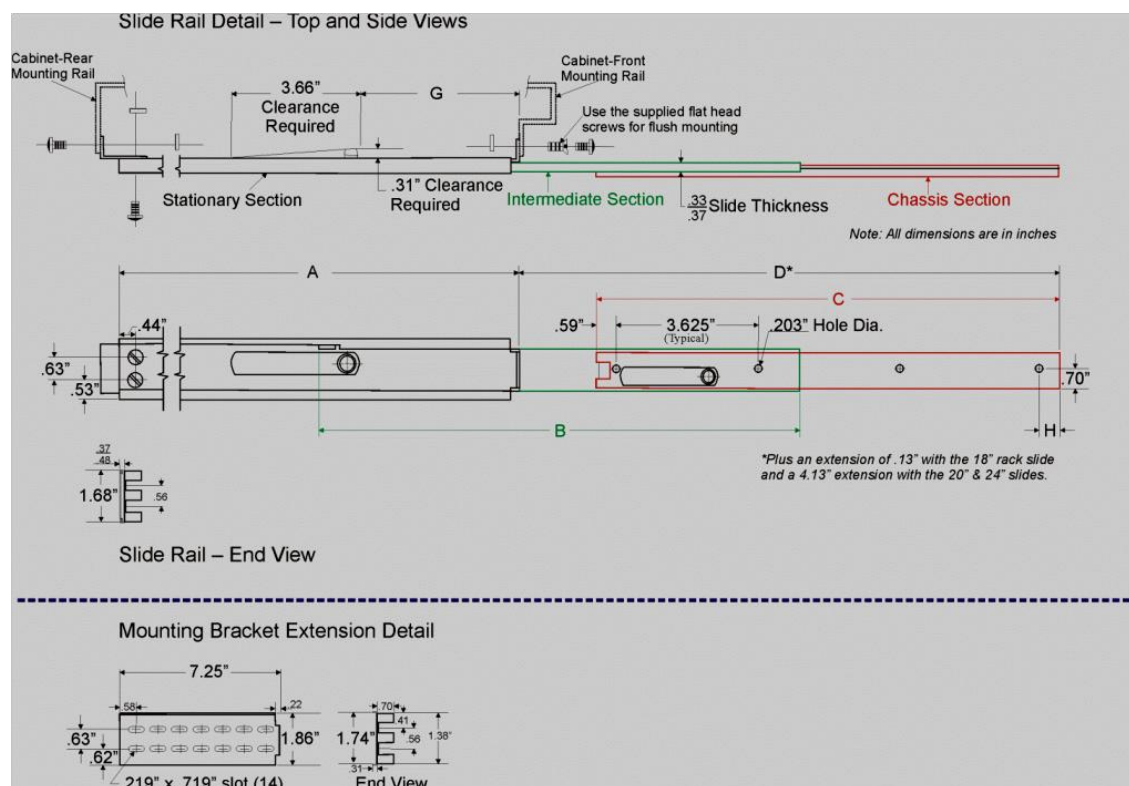 Slide Rail Detail – Top and Side Views
Cabinet-Rear
Mounting Rail
3.66”
Clearance
Required
G
Cabinet-Front
Mounting Rail
Use the supplied flat head
screws for flush mounting
Stationary Section
.31” Clearance
Required
Intermediate Section
.33
.37
Slide Thickness
Chassis Section
Note: All dimensions are in inches
A
D*
C
.44”
.59”
3.625”
(Typical)
.203” Hole Dia.
.63”
.53”
.70”
B
H
*Plus an extension of .13” with the 18” rack slide
and a 4.13” extension with the 20” & 24” slides.
.37
.48
1.68”
.56
Slide Rail – End View
Mounting Bracket Extension Detail
7.25”
.58
.22
.63”
.62”
1.86”
.70
.41
1.74”
.56
1.38”
.31
.219” x .719” slot (14)
End View